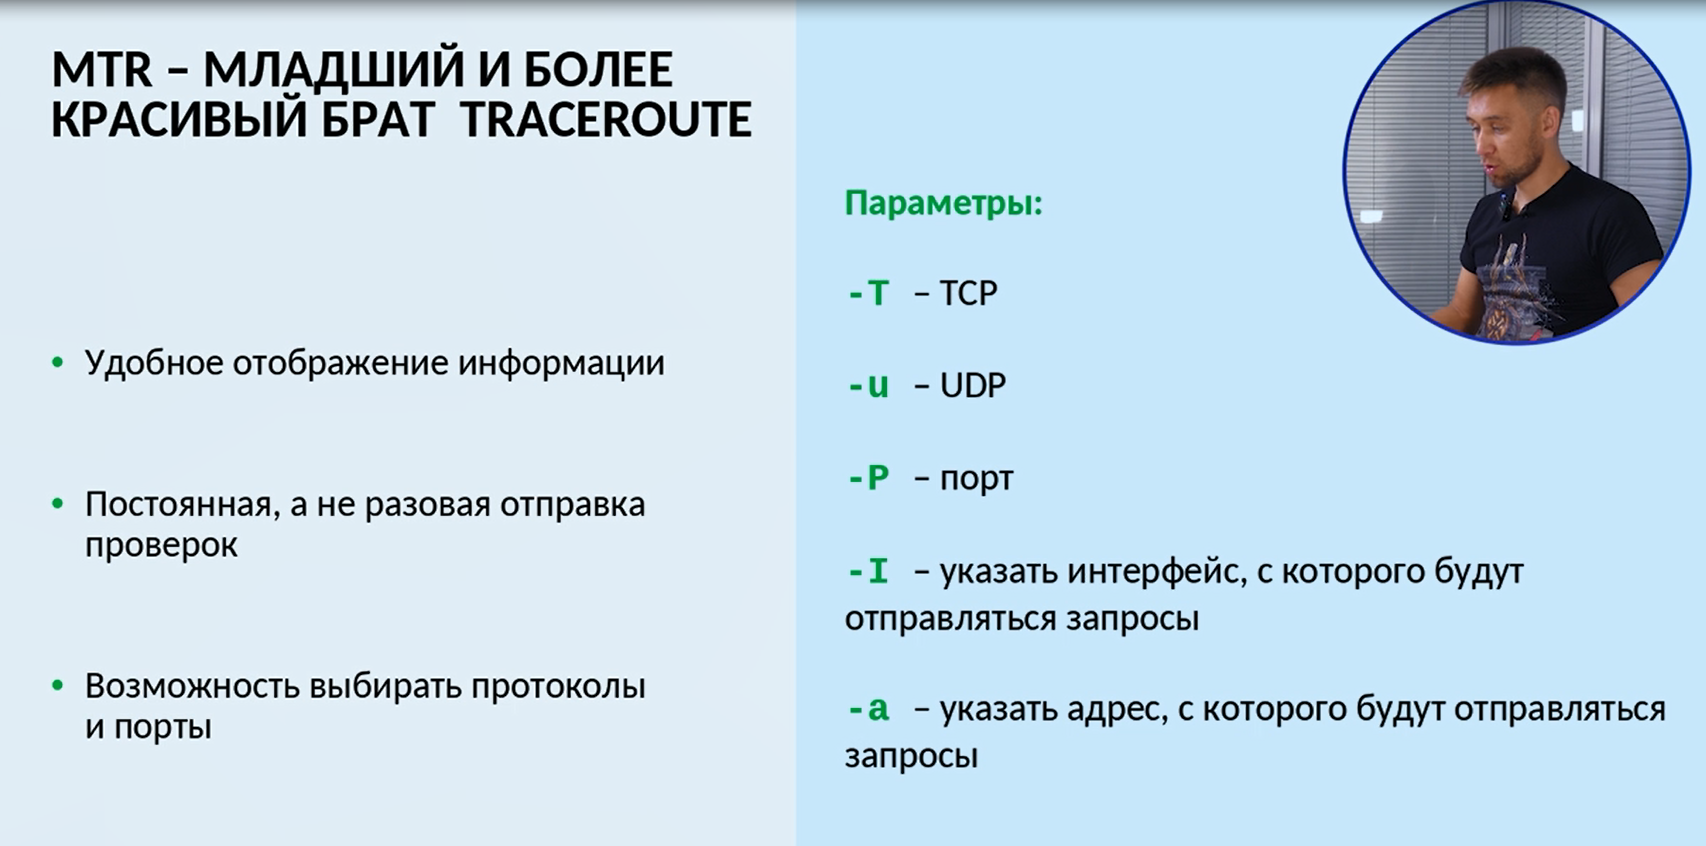 MTR – МЛАДШИЙ И БОЛЕЕ
КРАСИВЫЙ БРАТ TRACEROUTE
• Удобное отображение информации
• Постоянная, а не разовая отправка
проверок
• Возможность выбирать протоколы
и порты
Параметры:
-T – TCP
-u – UDP
-P – порт
-I – указать интерфейс, с которого будут
отправляться запросы
-a – указать адрес, с которого будут отправляться
запросы